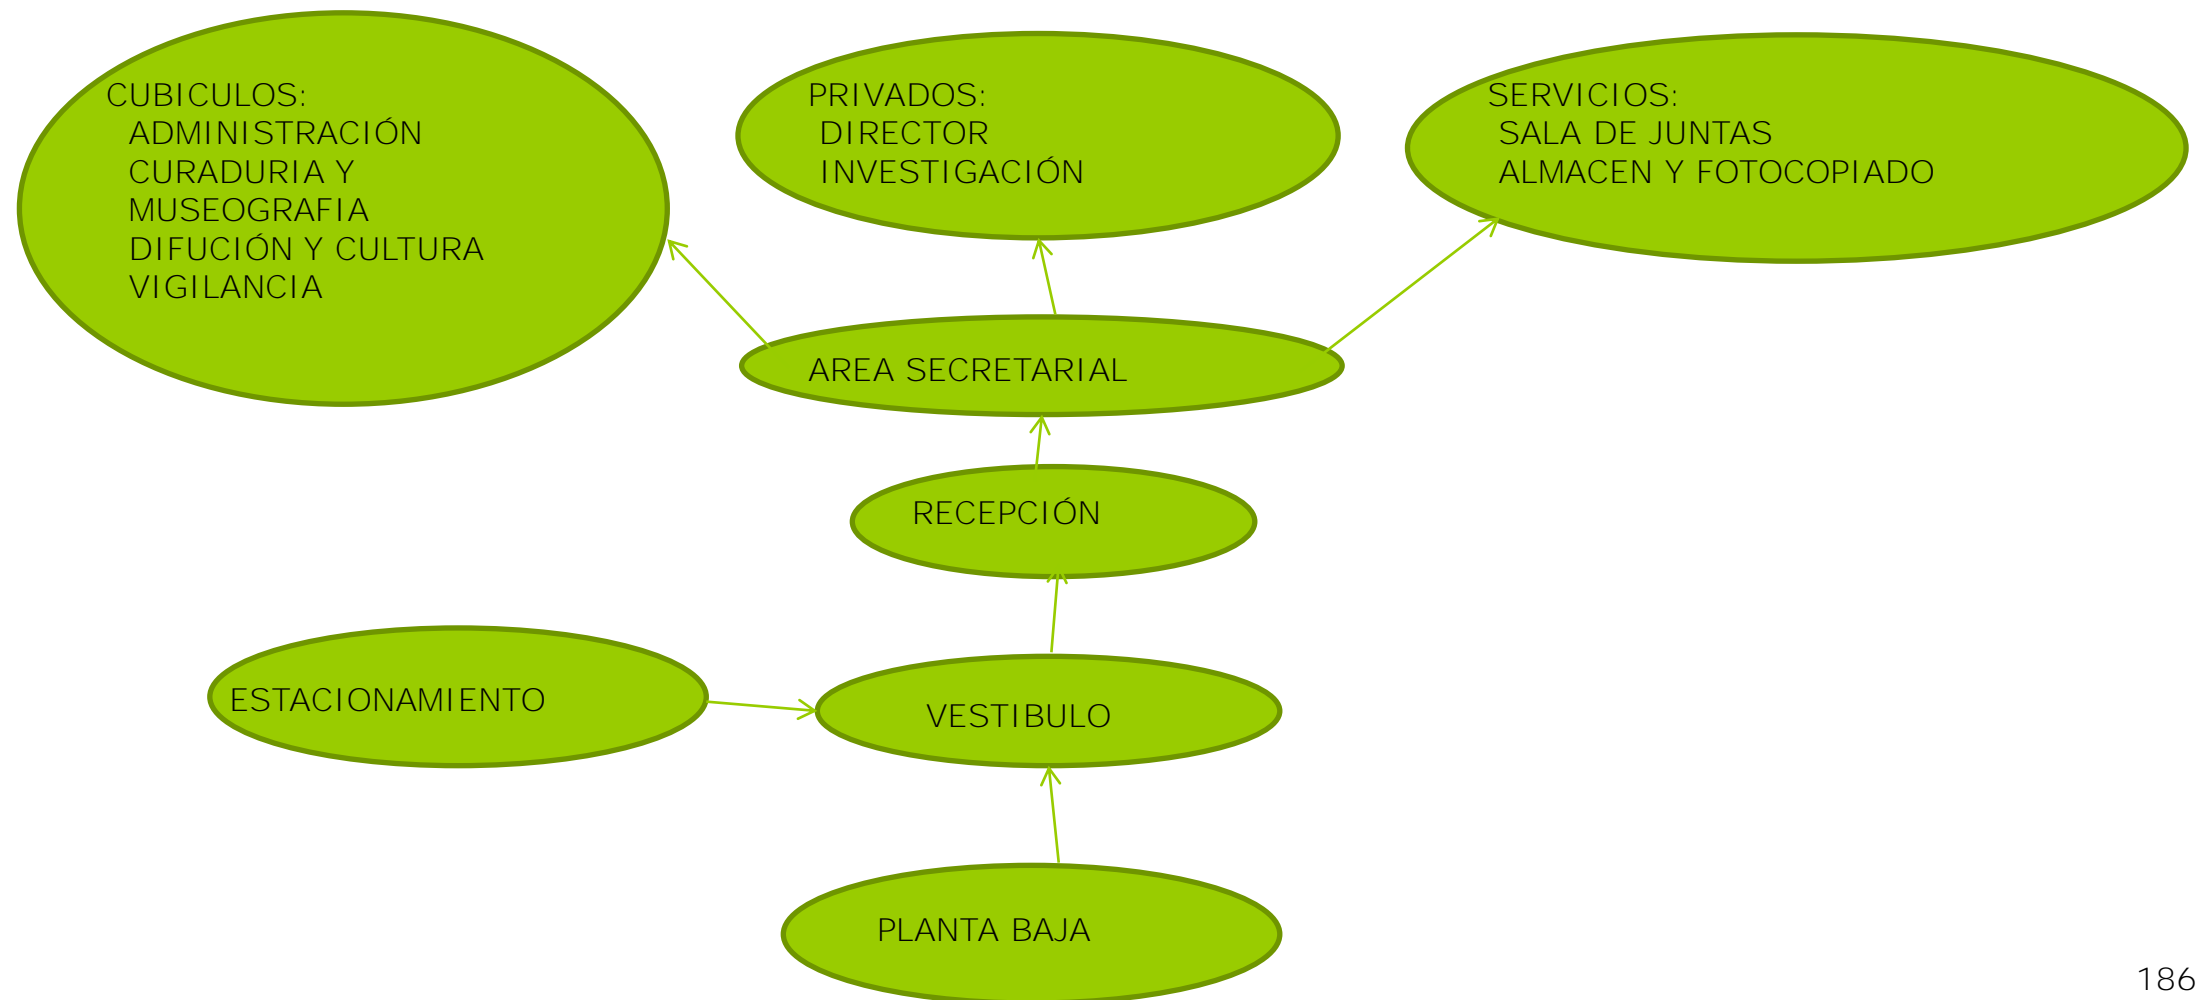 CUBICULOS:
ADMINISTRACIÓN
CURADURIA Y
MUSEOGRAFIA
DIFUCIÓN Y CULTURA
VIGILANCIA
PRIVADOS:
DIRECTOR
INVESTIGACIÓN
SERVICIOS:
SALA DE JUNTAS
ALMACEN Y FOTOCOPIADO
AREA SECRETARIAL
RECEPCIÓN
ESTACIONAMIENTO
VESTIBULO
PLANTA BAJA
186